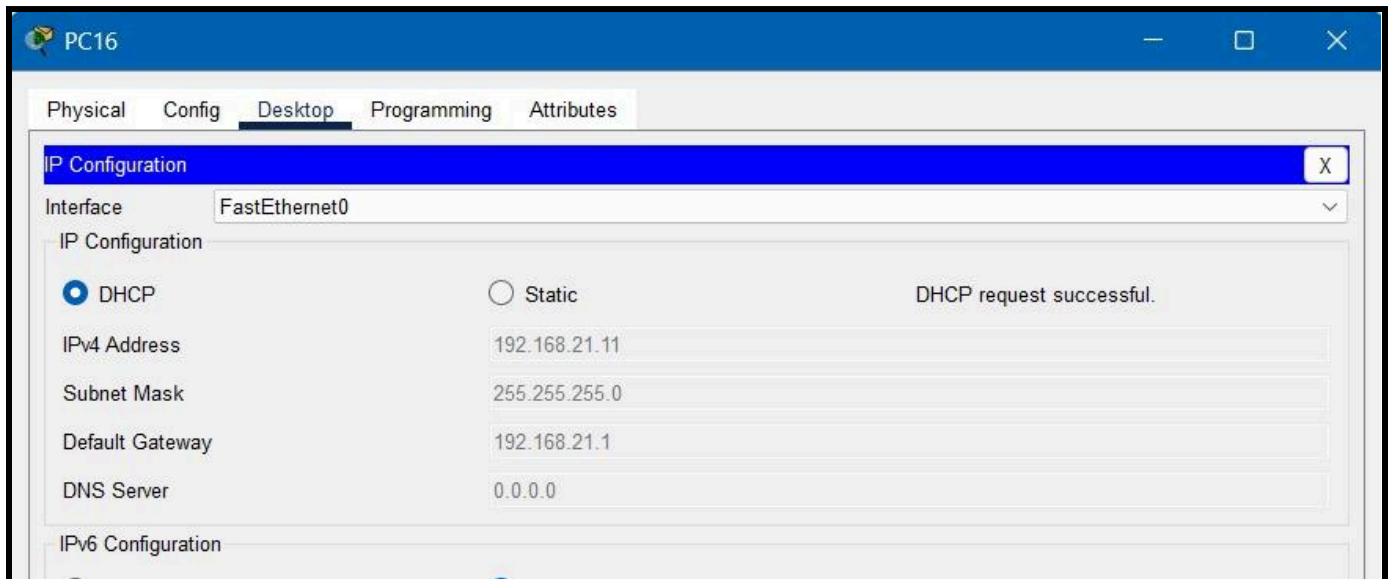 PC16
Physical Config Desktop Programming Attributes
IP Configuration X
Interface FastEthernet0
IP Configuration
DHCP Static DHCP request successful.
IPv4 Address 192.168.21.11
Subnet Mask 255.255.255.0
Default Gateway 192.168.21.1
DNS Server 0.0.0.0
IPv6 Configuration